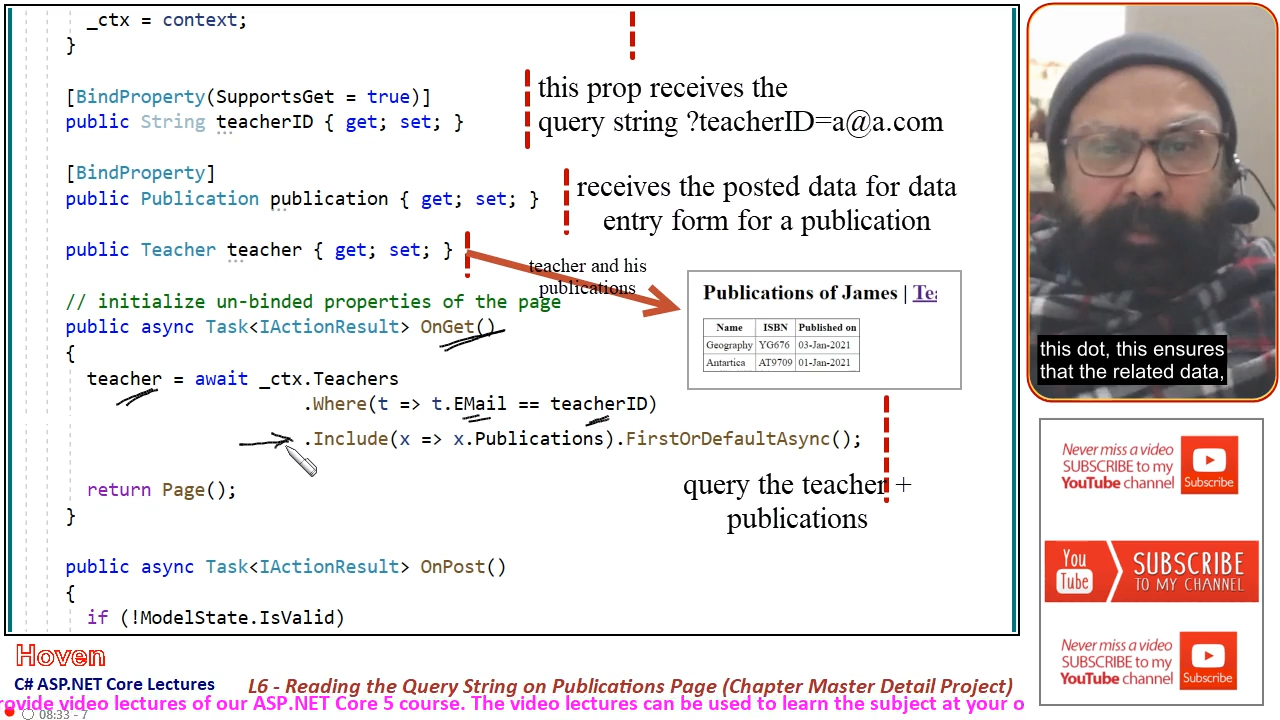 _ctx = context;
}
[BindProperty(SupportsGet = true)]
public String teacherID { get; set; }
this prop receives the
query string ?teacherID=a@a.com
[BindProperty]
public Publication publication { get; set; }
receives the posted data for data
entry form for a publication
public Teacher teacher { get; set; }
teacher and his
publications
Publications of James | Tea
Name ISBN Published on
Geography YG676 03-Jan-2021
Antartica AT9709 01-Jan-2021
// initialize un-binded properties of the page
public async Task<IActionResult> OnGet()
{
teacher = await _ctx.Teachers
.Where(t => t.EMail == teacherID)
.Include(x => x.Publications).FirstOrDefaultAsync();
query the teacher +
publications
return Page();
}
public async Task<IActionResult> OnPost()
{
if (!ModelState.IsValid)
this dot, this ensures
that the related data,
Never miss a video
SUBSCRIBE to my
YouTube channel
Subscribe
You
Tube
SUBSCRIBE
TO MY CHANNEL
Never miss a video
SUBSCRIBE to my
YouTube channel
Subscribe
Hoven
C# ASP.NET Core Lectures
L6 - Reading the Query String on Publications Page (Chapter Master Detail Project)
rovide video lectures of our ASP.NET Core 5 course. The video lectures can be used to learn the subject at your o
08:33 - 7